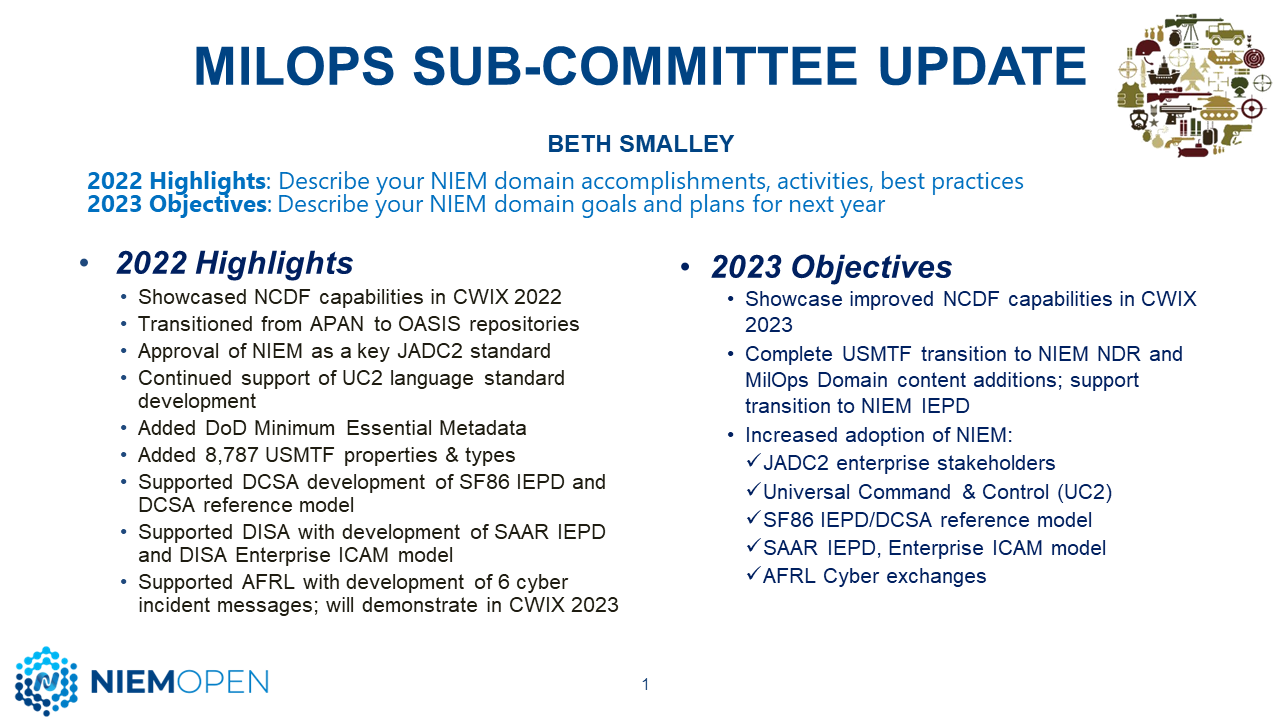 MILOPS SUB-COMMITTEE UPDATE
BETH SMALLEY
2022 Highlights: Describe your NIEM domain accomplishments, activities, best practices
2023 Objectives: Describe your NIEM domain goals and plans for next year
• 2022 Highlights
• Showcased NCDF capabilities in CWIX 2022
• Transitioned from APAN to OASIS repositories
• Approval of NIEM as a key JADC2 standard
• Continued support of UC2 language standard
development
• Added DoD Minimum Essential Metadata
• Added 8,787 USMTF properties & types
• Supported DCSA development of SF86 IEPD and
DCSA reference model
• Supported DISA with development of SAAR IEPD
and DISA Enterprise ICAM model
• Supported AFRL with development of 6 cyber
incident messages; will demonstrate in CWIX 2023
• 2023 Objectives
• Showcase improved NCDF capabilities in CWIX
2023
• Complete USMTF transition to NIEM NDR and
MilOps Domain content additions; support
transition to NIEM IEPD
• Increased adoption of NIEM:
✓JADC2 enterprise stakeholders
✓Universal Command & Control (UC2)
✓SF86 IEPD/DCSA reference model
✓SAAR IEPD, Enterprise ICAM model
✓AFRL Cyber exchanges
NIEMOPEN
1